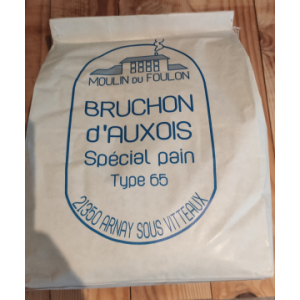 MOULIN DU FOULON
BRUCHON
d'AUXOIS
Spécial pain
Type 65
21350 ARNAY SOUS VITTEAUX